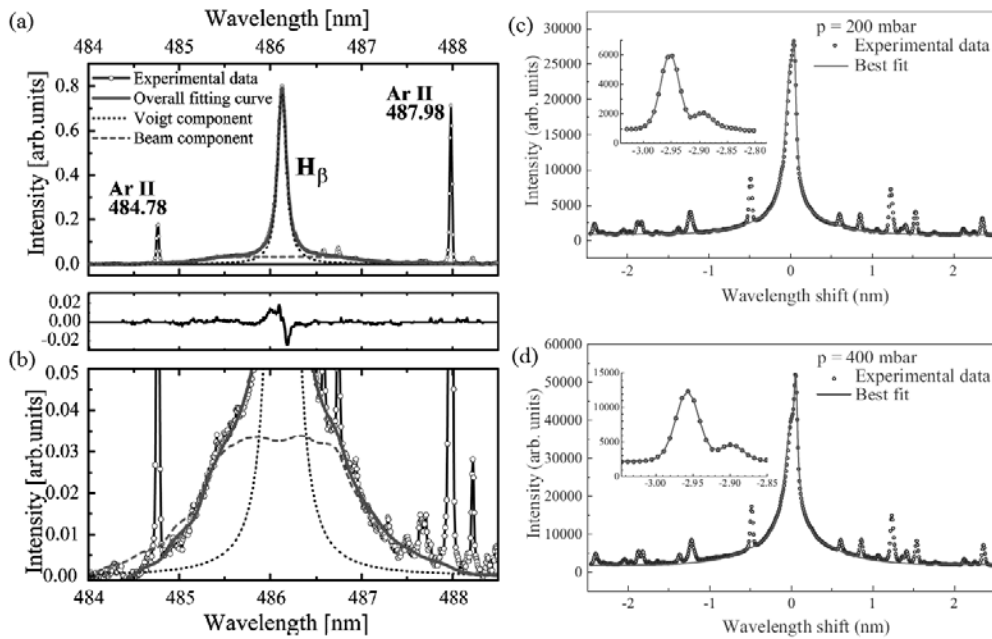 (a)
Wavelength [nm]
484 485 486 487 488
Intensity [arb.units]
0.8
0.6
0.4
0.2
0.0
Experimental data
Overall fitting curve
Voigt component
Beam component
Ar II
484.78
Hβ
Ar II
487.98
0.02
0.00
-0.02
(b)
Intensity [arb.units]
0.05
0.04
0.03
0.02
0.01
0.00
484 485 486 487 488
Wavelength [nm]
(c)
Intensity (arb. units)
35000
30000
25000
20000
15000
10000
5000
0
p = 200 mbar
Experimental data
Best fit
6000
4000
2000
0
-3.00 -2.95 -2.90 -2.85 -2.80
-2 -1 0 1 2
Wavelength shift (nm)
(d)
Intensity (arb. units)
60000
50000
40000
30000
20000
10000
0
p = 400 mbar
Experimental data
Best fit
15000
10000
5000
0
-3.00 -2.95 -2.90 -2.85
-2 -1 0 1 2
Wavelength shift (nm)